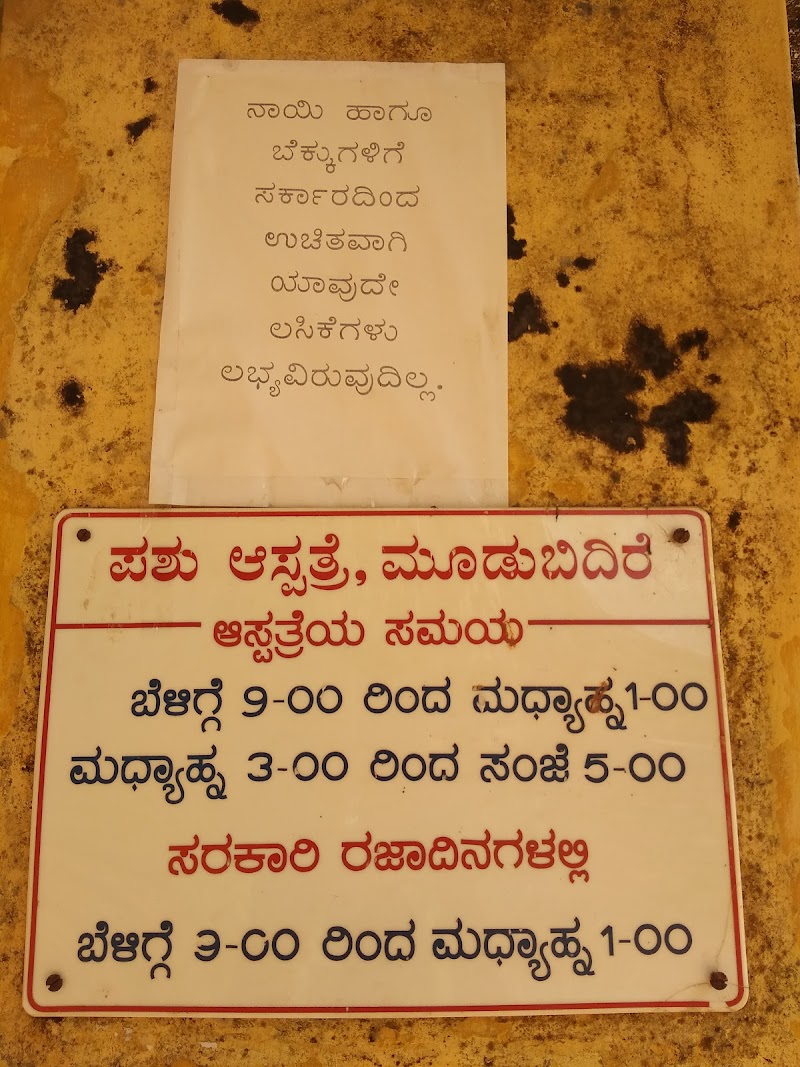 ನಾಯಿ ಹಾಗೂ
ಬೆಕ್ಕುಗಳಿಗೆ
ಸರ್ಕಾರದಿಂದ
ಉಚಿತವಾಗಿ
ಯಾವುದೇ
ಲಸಿಕೆಗಳು
ಲಭ್ಯವಿರುವುದಿಲ್ಲ.
ಪಶು ಆಸ್ಪತ್ರೆ, ಮೂಡುಬಿದಿರೆ
ಆಸ್ಪತ್ರೆಯ ಸಮಯ
ಬೆಳಿಗ್ಗೆ 9-00 ರಿಂದ ಮಧ್ಯಾಹ್ನ 1-00
ಮಧ್ಯಾಹ್ನ 3-00 ರಿಂದ ಸಂಜೆ 5-00
ಸರಕಾರಿ ರಜಾದಿನಗಳಲ್ಲಿ
ಬೆಳಿಗ್ಗೆ 9-00 ರಿಂದ ಮಧ್ಯಾಹ್ನ 1-00